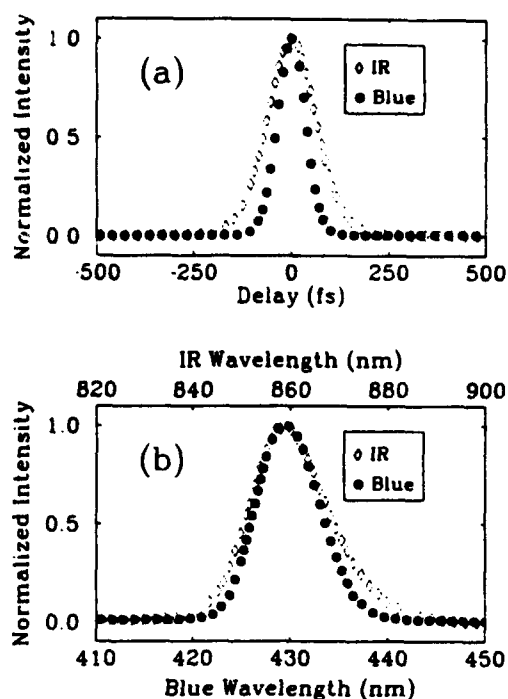 1 0
(a)
IR
Blue
0 5
0 0
Normalized Intensity
-500 -250 0 250 500
Delay (fs)
IR Wavelength (nm)
820 840 860 880 900
1.0
(b)
IR
Blue
0.5
0.0
Normalized Intensity
410 420 430 440 450
Blue Wavelength (nm)